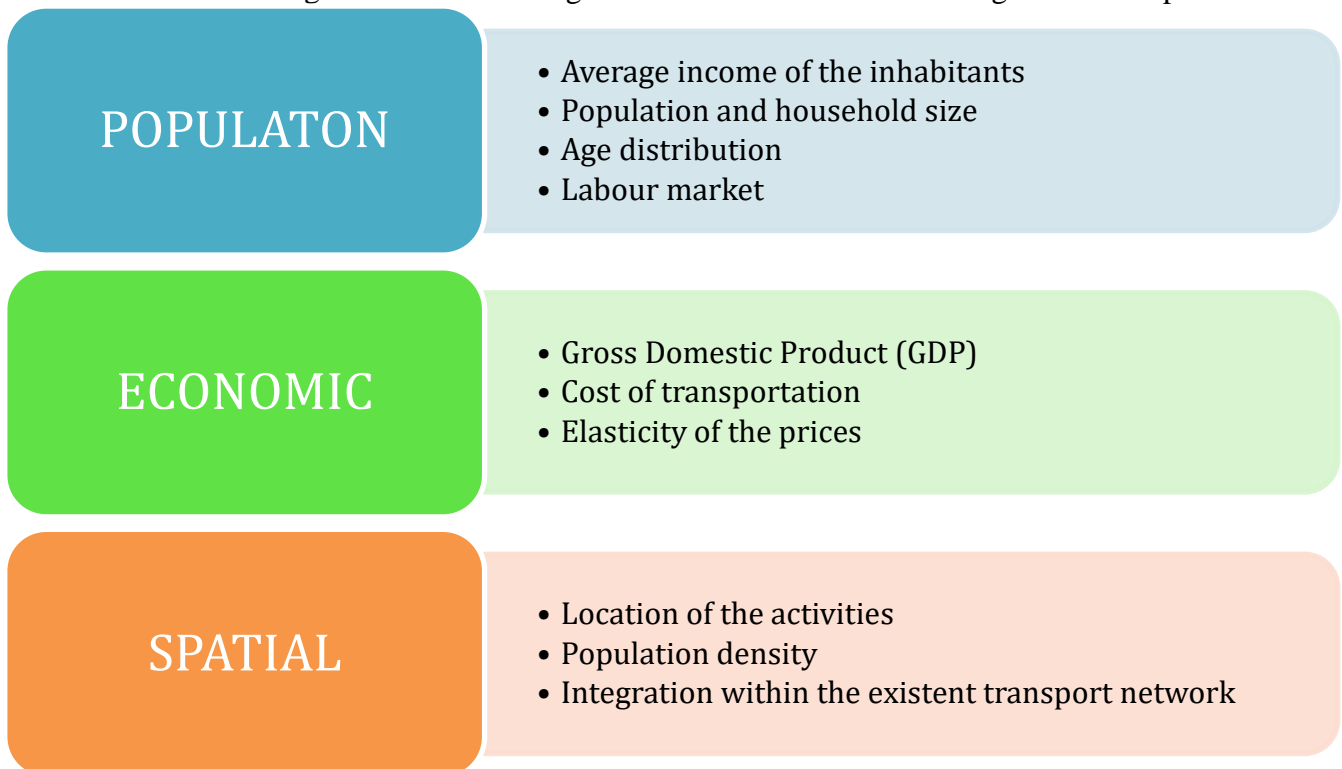 POPULATON
• Average income of the inhabitants
• Population and household size
• Age distribution
• Labour market
ECONOMIC
• Gross Domestic Product (GDP)
• Cost of transportation
• Elasticity of the prices
SPATIAL
• Location of the activities
• Population density
• Integration within the existent transport network